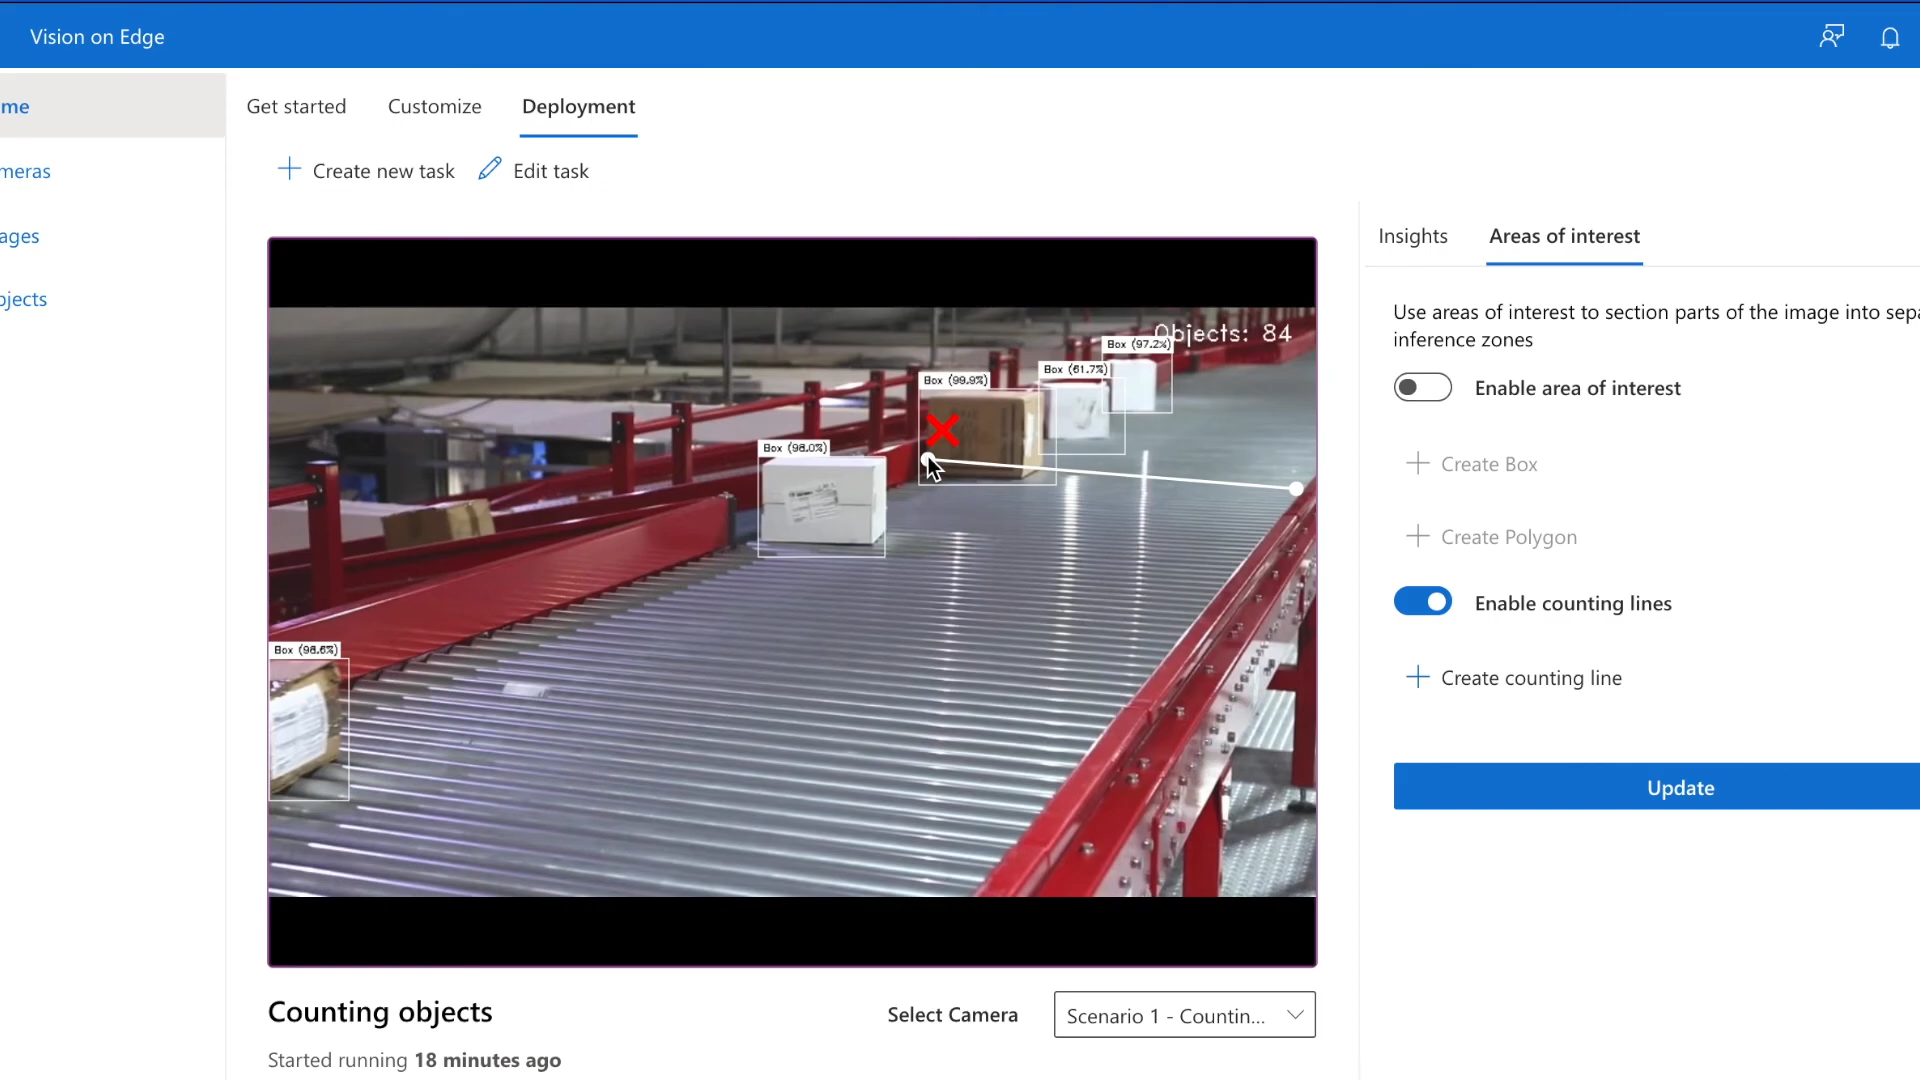 Vision on Edge
me
Get started Customize Deployment
meras
Create new task Edit task
ages
Insights Areas of interest
bjects
Use areas of interest to section parts of the image into sepa
inference zones
Objects: 84
Box (97.2%)
Box (61.7%)
Box (99.9%)
Enable area of interest
Box (98.0%)
Create Box
Create Polygon
Enable counting lines
Box (98.6%)
Create counting line
Update
Counting objects
Select Camera
Scenario 1 - Countin...
Started running 18 minutes ago